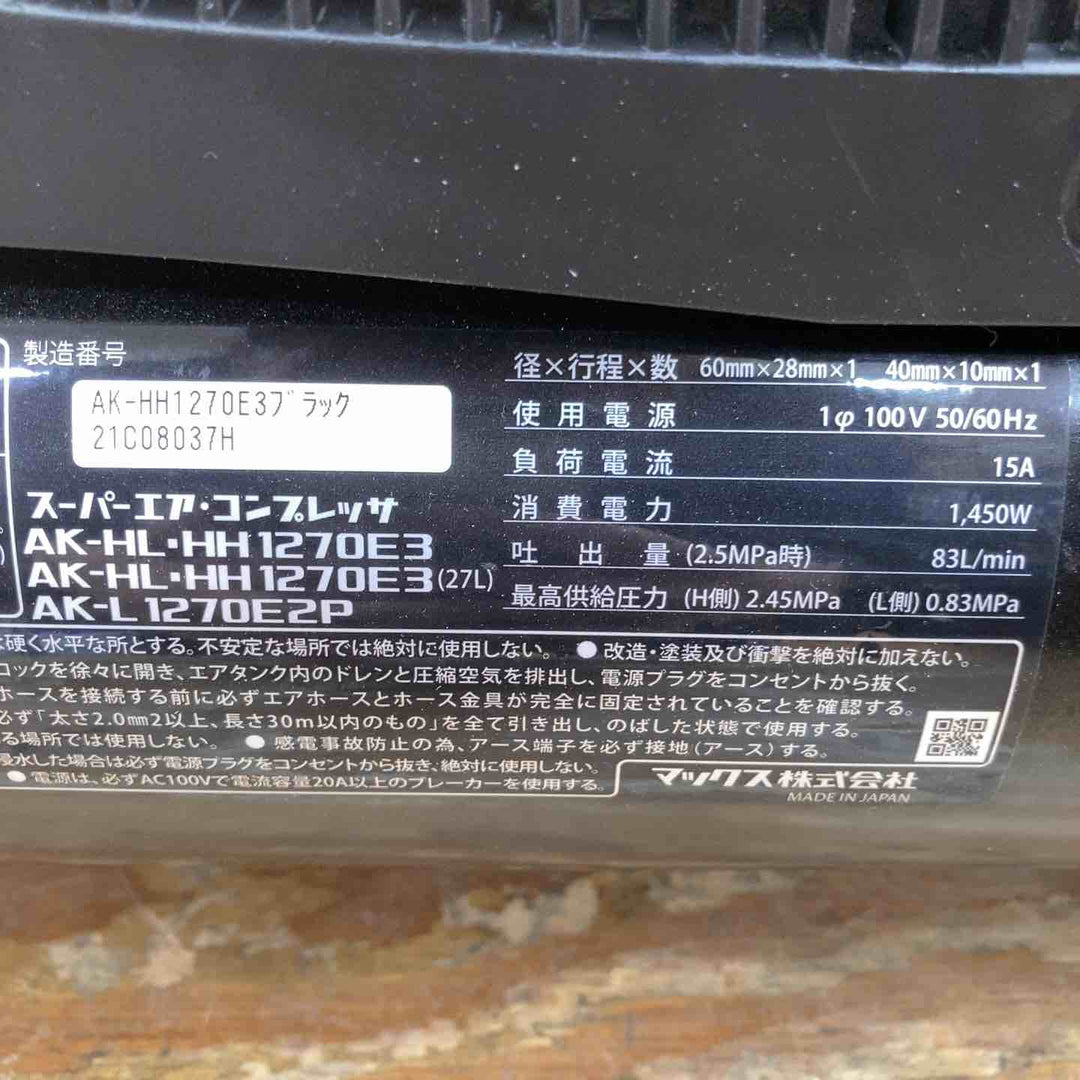 製造番号
AK-HH1270E3ブラック
21C08037H
スーパーエア・コンプレッサ
AK-HL・HH1270E3
AK-HL・HH1270E3(27L)
AK-L1270E2P
径×行程×数 60mm×28mm×1 40mm×10mm×1
使用電源 1φ 100V 50/60Hz
負荷電流 15A
消費電力 1,450W
吐出量 (2.5MPa時) 83L/min
最高供給圧力 (H側) 2.45MPa (L側) 0.83MPa
硬く水平な所とする。不安定な場所では絶対に使用しない。 ●改造・塗装及び衝撃を絶対に加えない。
コックを徐々に開き、エアタンク内のドレンと圧縮空気を排出し、電源プラグをコンセントから抜く。
ホースを接続する前に必ずエアホースとホース金具が完全に固定されていることを確認する。
必ず「太さ2.0㎜2以上、長さ30m以内のもの」を全て引き出し、のばした状態で使用する。
る場所では使用しない。 ●感電事故防止の為、アース端子を必ず接地(アース)する。
浸水した場合は必ず電源プラグをコンセントから抜き、絶対に使用しない。
●電源は、必ずAC100Vで電流容量20A以上のブレーカーを使用する。
マックス株式会社
MADE IN JAPAN